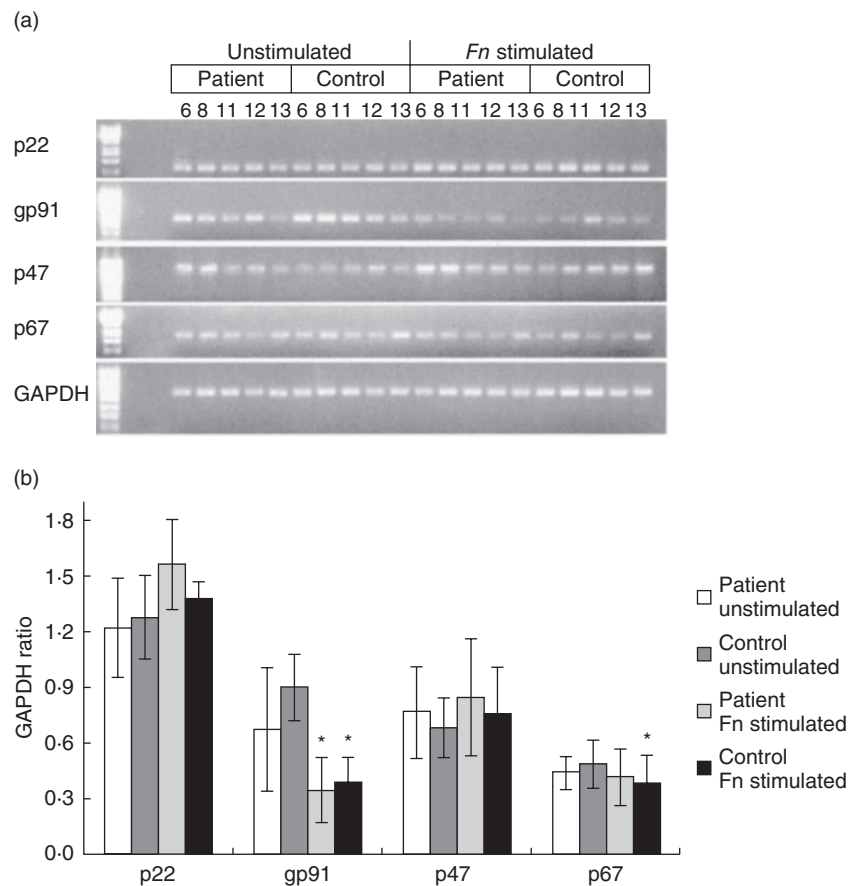 (a)
Unstimulated Fn stimulated
Patient Control Patient Control
6 8 11 12 13 6 8 11 12 13 6 8 11 12 13 6 8 11 12 13
p22
gp91
p47
p67
GAPDH
(b)
1·8
1·5
1·2
0·9
0·6
0·3
0·0
GAPDH ratio
* * *
p22 gp91 p47 p67
Patient
unstimulated
Control
unstimulated
Patient
Fn stimulated
Control
Fn stimulated